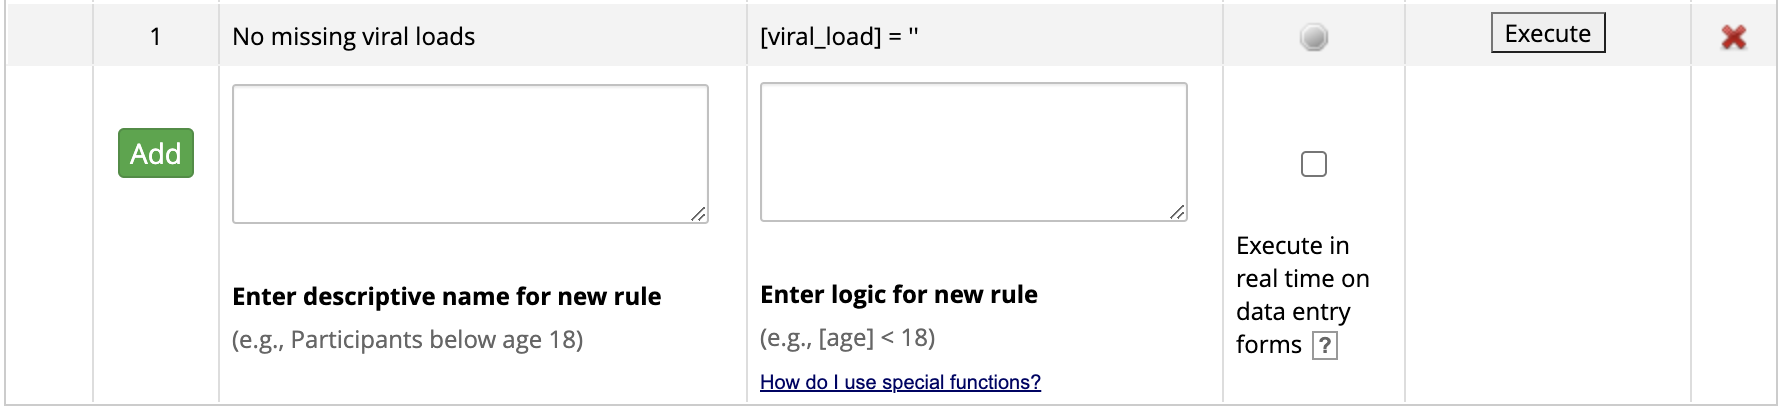 1
No missing viral loads
[viral_load] = ''
Execute
Add
Enter descriptive name for new rule
(e.g., Participants below age 18)
Enter logic for new rule
(e.g., [age] < 18)
How do I use special functions?
Execute in
real time on
data entry
forms ?